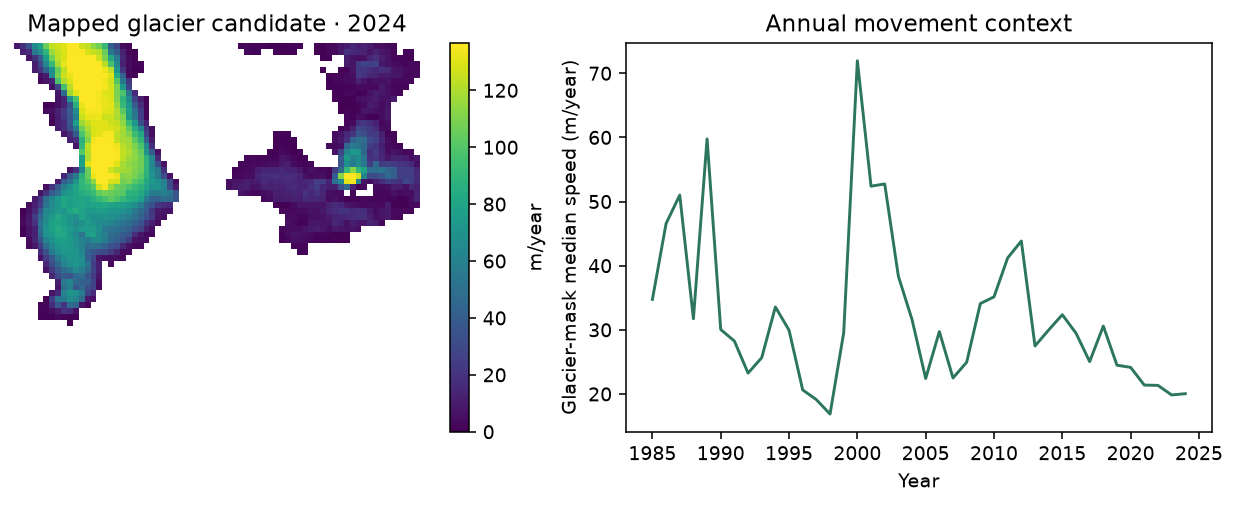 Mapped glacier candidate · 2024
120
100
80
60
40
20
0
m/year
Annual movement context
Glacier-mask median speed (m/year)
70
60
50
40
30
20
1985 1990 1995 2000 2005 2010 2015 2020 2025
Year